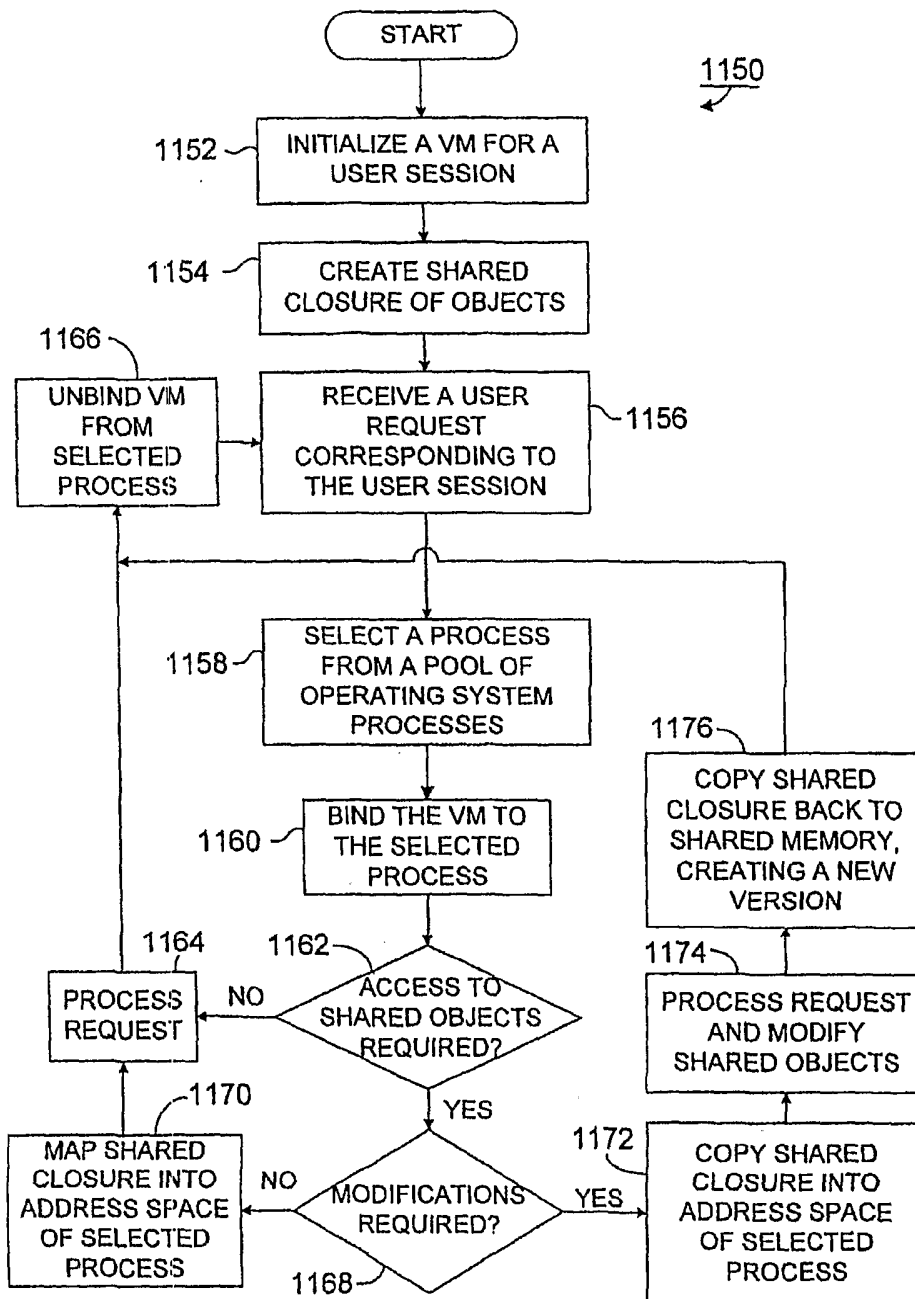 START
1150
1152
INITIALIZE A VM FOR A
USER SESSION
1154
CREATE SHARED
CLOSURE OF OBJECTS
1166
UNBIND VM
FROM
SELECTED
PROCESS
RECEIVE A USER
REQUEST
CORRESPONDING TO
THE USER SESSION
1156
1158
SELECT A PROCESS
FROM A POOL OF
OPERATING SYSTEM
PROCESSES
1160
BIND THE VM TO
THE SELECTED
PROCESS
1176
COPY SHARED
CLOSURE BACK TO
SHARED MEMORY,
CREATING A NEW
VERSION
1162
ACCESS TO
SHARED OBJECTS
REQUIRED?
NO
1164
PROCESS
REQUEST
1174
PROCESS REQUEST
AND MODIFY
SHARED OBJECTS
YES
1170
MAP SHARED
CLOSURE INTO
ADDRESS SPACE
OF SELECTED
PROCESS
NO
MODIFICATIONS
REQUIRED?
YES
1168
1172
COPY SHARED
CLOSURE INTO
ADDRESS SPACE
OF SELECTED
PROCESS